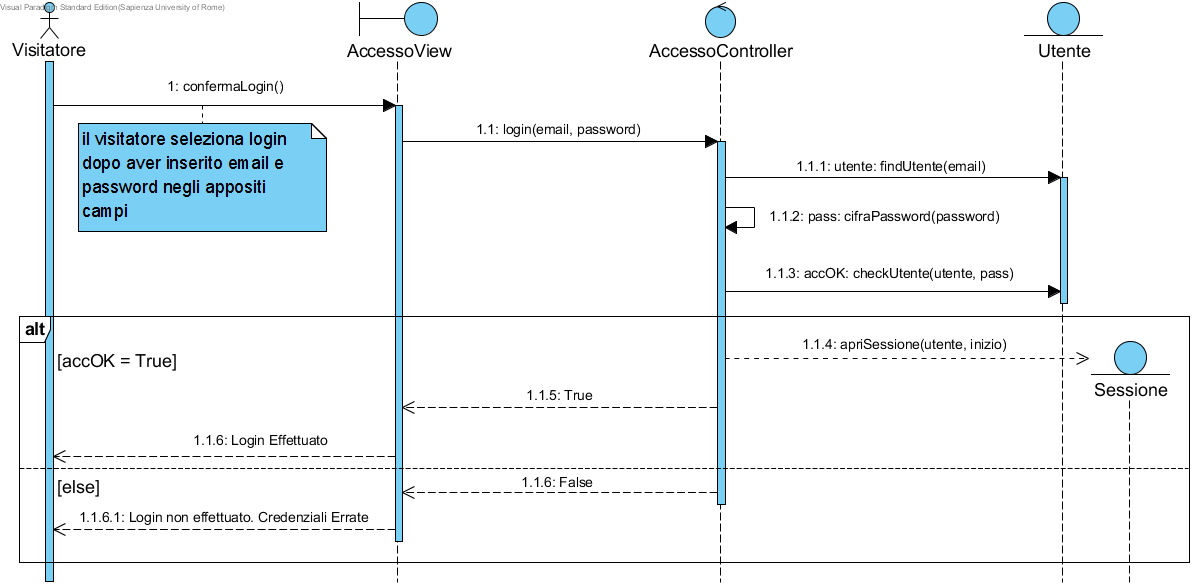 Visual Paradigm Standard Edition(Sapienza University of Rome)
Visitatore
AccessoView
AccessoController
Utente
1: confermaLogin()
il visitatore seleziona login
dopo aver inserito email e
password negli appositi
campi
1.1: login(email, password)
1.1.1: utente: findUtente(email)
1.1.2: pass: cifraPassword(password)
1.1.3: accOK: checkUtente(utente, pass)
alt
[accOK = True]
1.1.4: apriSessione(utente, inizio)
Sessione
1.1.5: True
1.1.6: Login Effettuato
[else]
1.1.6: False
1.1.6.1: Login non effettuato. Credenziali Errate